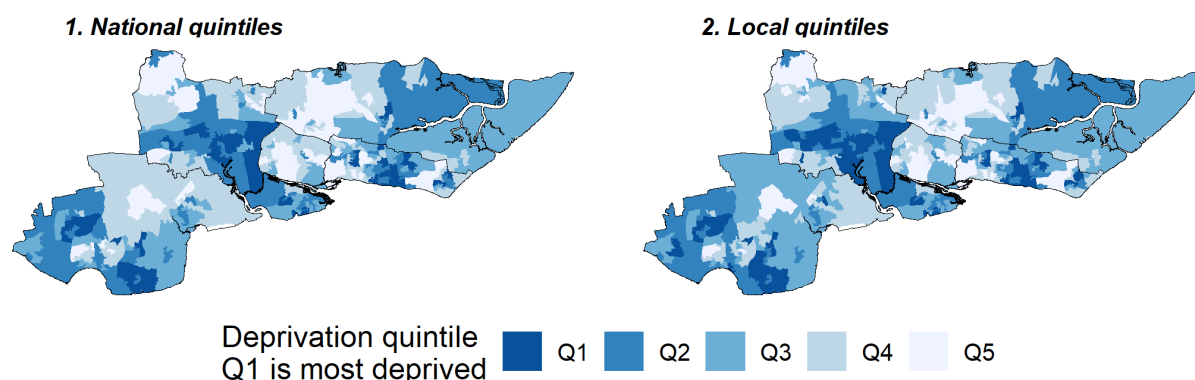 1. National quintiles
2. Local quintiles
Deprivation quintile
Q1 is most deprived
Q1 Q2 Q3 Q4 Q5